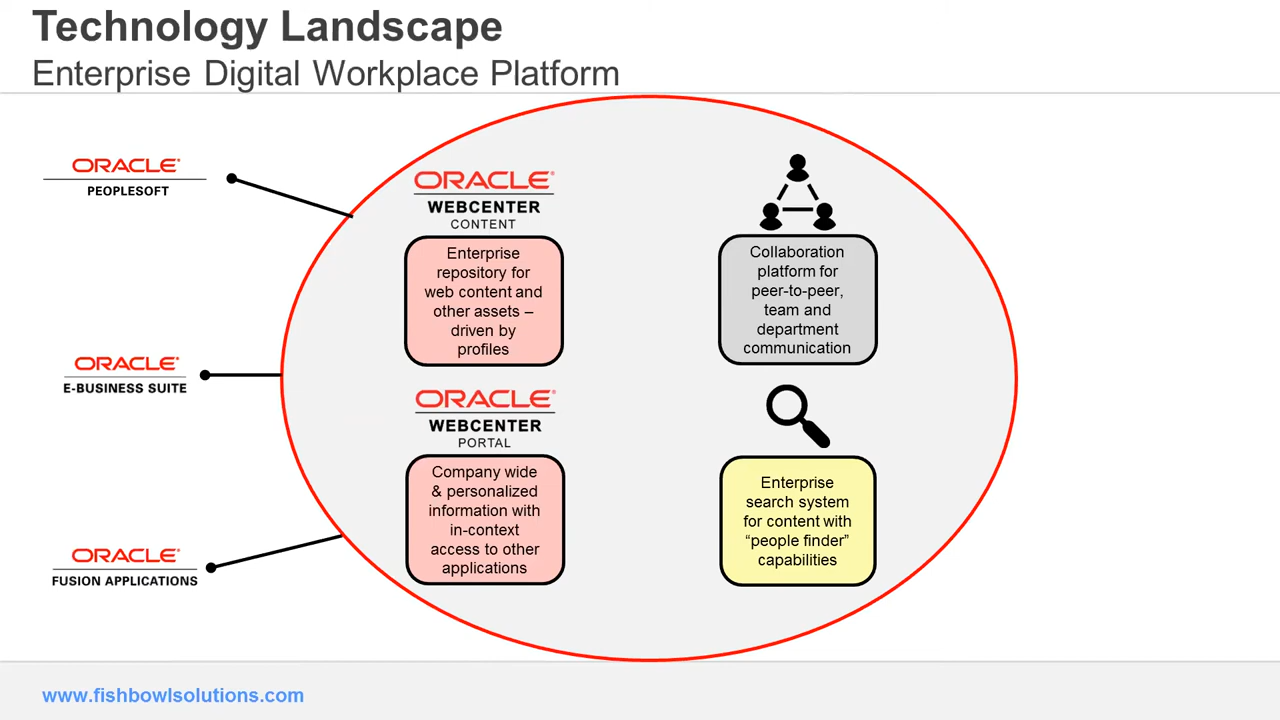 Technology Landscape
Enterprise Digital Workplace Platform
ORACLE
PEOPLESOFT
ORACLE
E-BUSINESS SUITE
ORACLE
FUSION APPLICATIONS
ORACLE
WEBCENTER
CONTENT
Enterprise
repository for
web content and
other assets –
driven by
profiles
Collaboration
platform for
peer-to-peer,
team and
department
communication
ORACLE
WEBCENTER
PORTAL
Company wide
& personalized
information with
in-context
access to other
applications
Enterprise
search system
for content with
“people finder”
capabilities
www.fishbowlsolutions.com